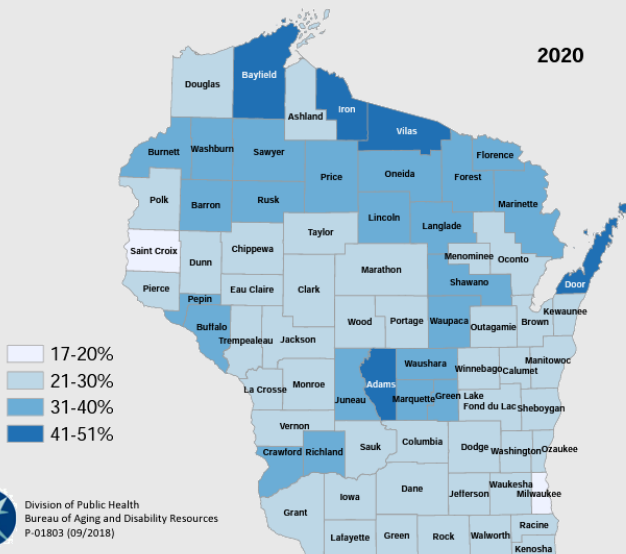 2020
Douglas
Bayfield
Ashland
Iron
Vilas
Burnett
Washburn
Sawyer
Price
Oneida
Forest
Florence
Polk
Barron
Rusk
Lincoln
Langlade
Marinette
Saint Croix
Dunn
Chippewa
Taylor
Marathon
Menominee
Oconto
Shawano
Door
Pierce
Pepin
Eau Claire
Clark
Buffalo
Trempealeau
Jackson
Wood
Portage
Waupaca
Outagamie
Brown
Kewaunee
17-20%
21-30%
31-40%
41-51%
La Crosse
Monroe
Juneau
Adams
Waushara
Marquette
Green Lake
Winnebago
Calumet
Manitowoc
Fond du Lac
Sheboygan
Vernon
Crawford
Richland
Sauk
Columbia
Dodge
Washington
Ozaukee
Grant
Iowa
Dane
Jefferson
Waukesha
Milwaukee
Lafayette
Green
Rock
Walworth
Racine
Kenosha
Division of Public Health
Bureau of Aging and Disability Resources
P-01803 (09/2018)